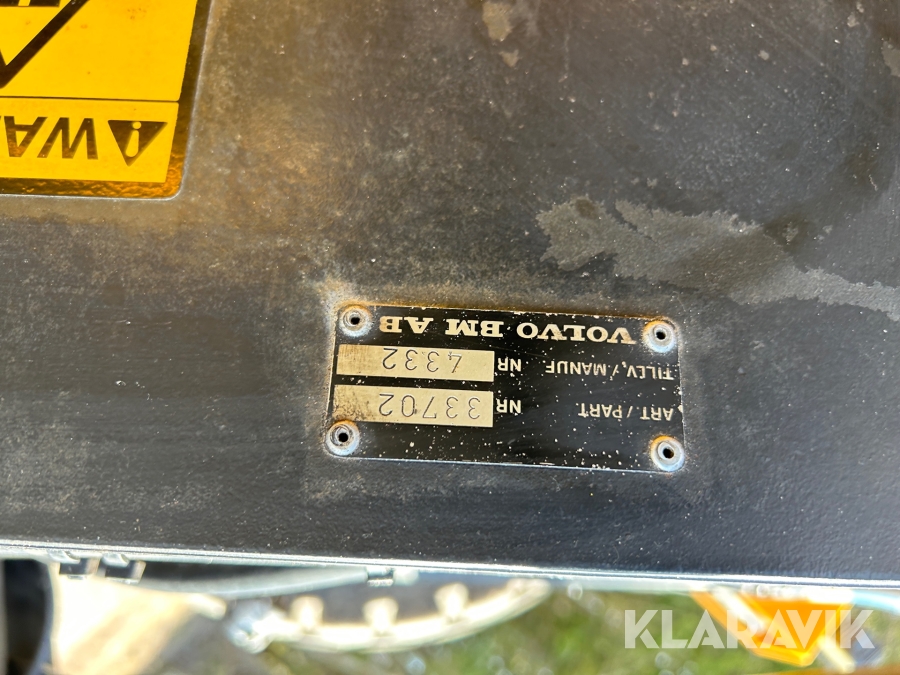 ART./PART. NR 33702
TILLV./MANUF NR 4332
VOLVO BM AB
KLARAVIK